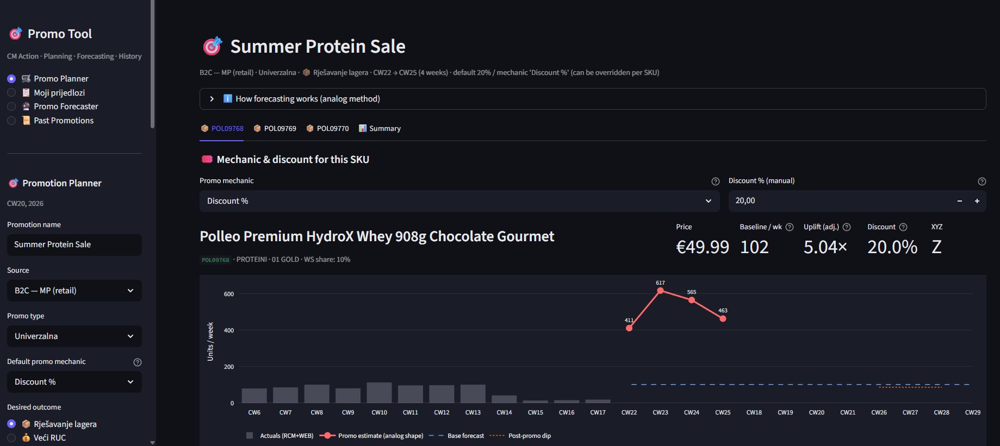 Promo Tool
CM Action · Planning · Forecasting · History
Promo Planner
Moji prijedlozi
Promo Forecaster
Past Promotions
Promotion Planner
CW20, 2026
Promotion name
Summer Protein Sale
Source
B2C — MP (retail)
Promo type
Univerzalna
Default promo mechanic
Discount %
Desired outcome
Rješavanje lagera
Veći RUC
Summer Protein Sale
B2C — MP (retail) · Univerzalna · Rješavanje lagera · CW22 → CW25 (4 weeks) · default 20% / mechanic 'Discount %' (can be overridden per SKU)
How forecasting works (analog method)
POL09768 POL09769 POL09770 Summary
Mechanic & discount for this SKU
Promo mechanic Discount % (manual)
Discount % 20,00
Polleo Premium HydroX Whey 908g Chocolate Gourmet
POL09768 · PROTEINI · 01 GOLD · WS share: 10%
Price Baseline / wk Uplift (adj.) Discount XYZ
€49.99 102 5.04× 20.0% Z
Units / week
600
400
200
0
411 617 565 463
CW6 CW7 CW8 CW9 CW10 CW11 CW12 CW13 CW14 CW15 CW16 CW17 CW22 CW23 CW24 CW25 CW18 CW19 CW20 CW21 CW26 CW27 CW28 CW29
Actuals (RCM+WEB) Promo estimate (analog shape) Base forecast Post-promo dip